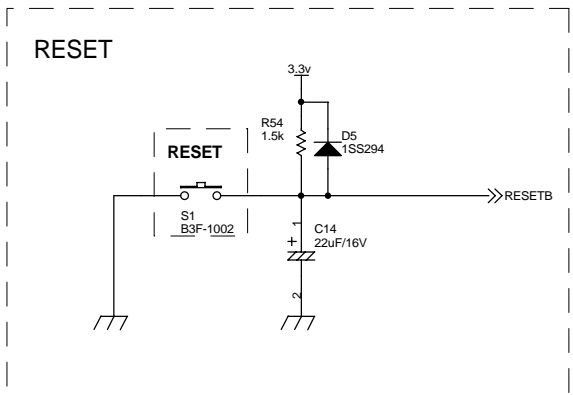 RESET
3.3v
R54
1.5k
D5
1SS294
RESET
RESETB
S1
B3F-1002
1
C14
+
22uF/16V
2